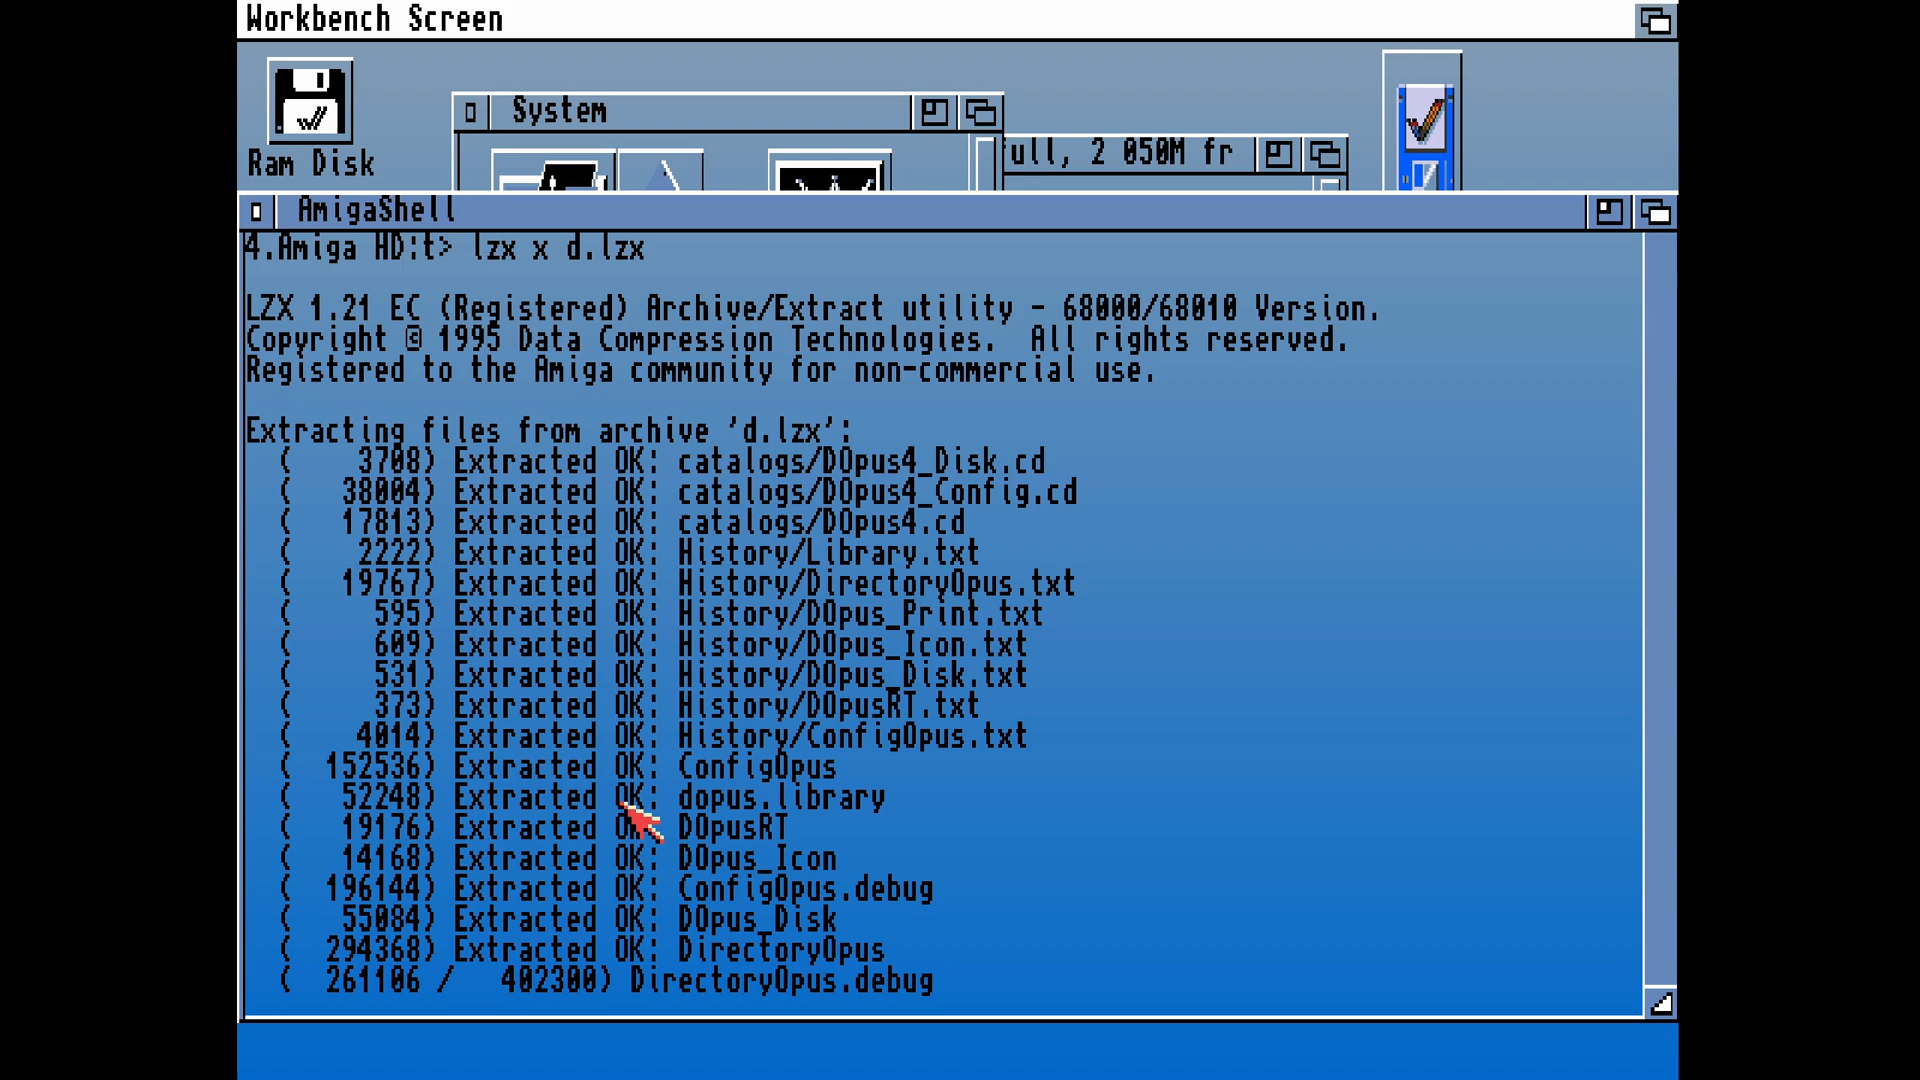 Workbench Screen
System
ull, 2 050M fr
Ram Disk
AmigaShell
4.Amiga HD:t> lzx x d.lzx
LZX 1.21 EC (Registered) Archive/Extract utility - 68000/68010 Version.
Copyright © 1995 Data Compression Technologies.  All rights reserved.
Registered to the Amiga community for non-commercial use.
Extracting files from archive 'd.lzx':
(    3708) Extracted OK: catalogs/DOpus4_Disk.cd
(   38004) Extracted OK: catalogs/DOpus4_Config.cd
(   17813) Extracted OK: catalogs/DOpus4.cd
(    2222) Extracted OK: History/Library.txt
(   19767) Extracted OK: History/DirectoryOpus.txt
(     595) Extracted OK: History/DOpus_Print.txt
(     609) Extracted OK: History/DOpus_Icon.txt
(     531) Extracted OK: History/DOpus_Disk.txt
(     373) Extracted OK: History/DOpusRT.txt
(    4014) Extracted OK: History/ConfigOpus.txt
(  152536) Extracted OK: ConfigOpus
(   52248) Extracted OK: dopus.library
(   19176) Extracted OK: DOpusRT
(   14168) Extracted OK: DOpus_Icon
(  196144) Extracted OK: ConfigOpus.debug
(   55084) Extracted OK: DOpus_Disk
(  294368) Extracted OK: DirectoryOpus
(  261106 /   402300) DirectoryOpus.debug